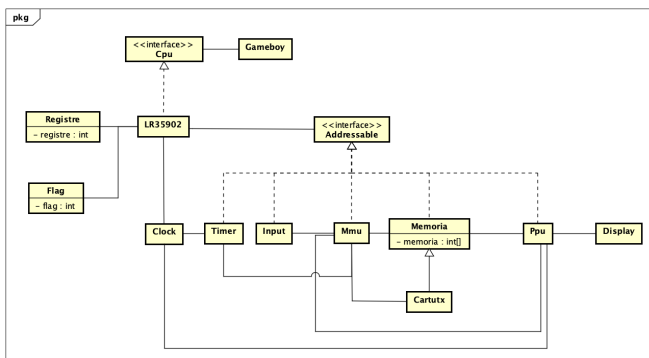 pkg
<<interface>>
Cpu
Gameboy
Registre
- registre : int
LR35902
<<interface>>
Addressable
Flag
- flag : int
Clock
Timer
Input
Mmu
Memoria
- memoria : int[]
Ppu
Display
Cartutx